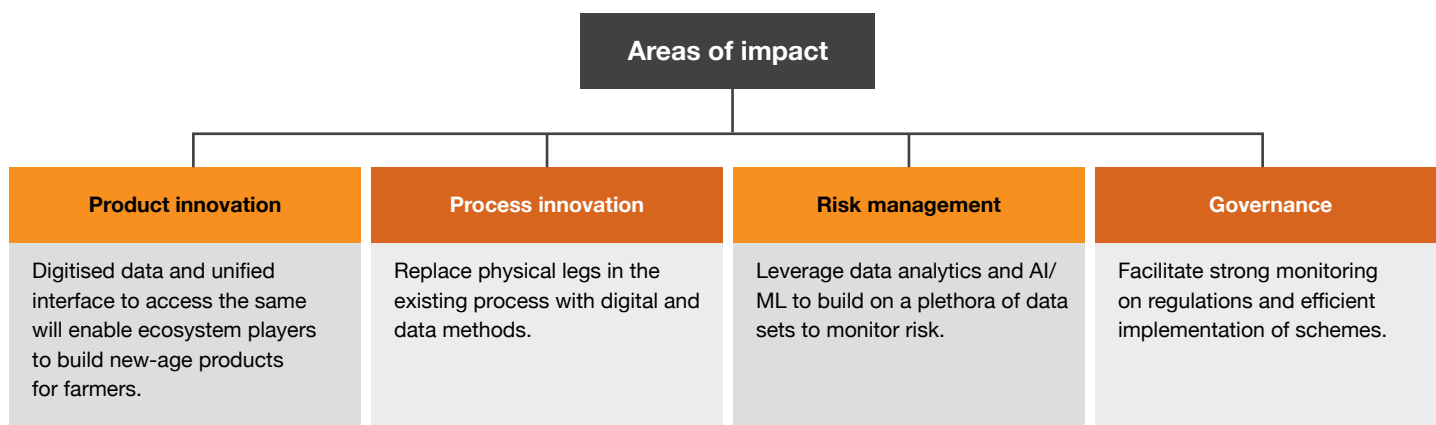 Areas of impact
Product innovation
Digitised data and unified
interface to access the same
will enable ecosystem players
to build new-age products
for farmers.
Process innovation
Replace physical legs in the
existing process with digital and
data methods.
Risk management
Leverage data analytics and AI/
ML to build on a plethora of data
sets to monitor risk.
Governance
Facilitate strong monitoring
on regulations and efficient
implementation of schemes.